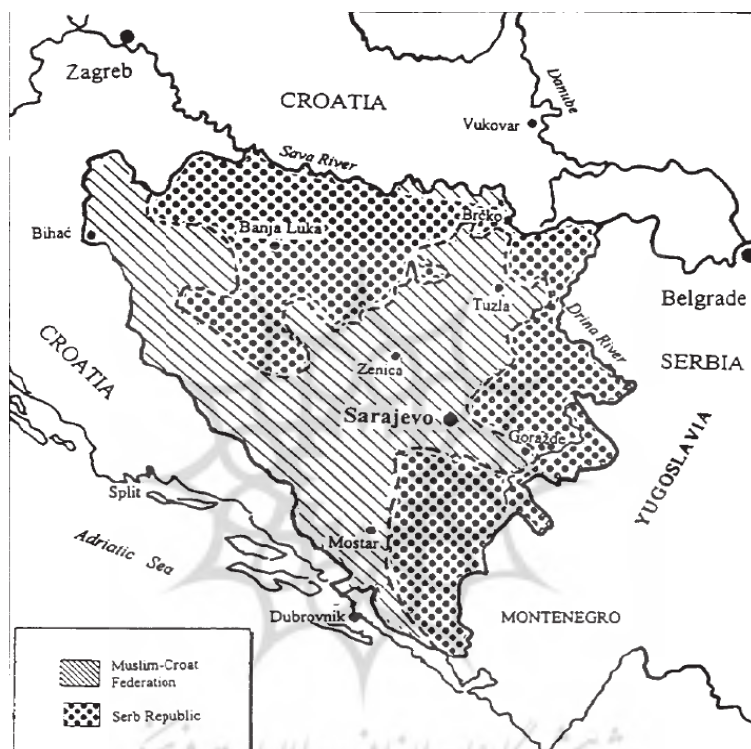 Zagreb
CROATIA
Danube
Vukovar
Sava River
Brčko
Bihać
Banja Luka
Tuzla
Belgrade
Drina River
CROATIA
Zenica
SERBIA
Sarajevo
Goražde
YUGOSLAVIA
Split
Mostar
Adriatic Sea
Dubrovnik
MONTENEGRO
Muslim-Croat
Federation
Serb Republic